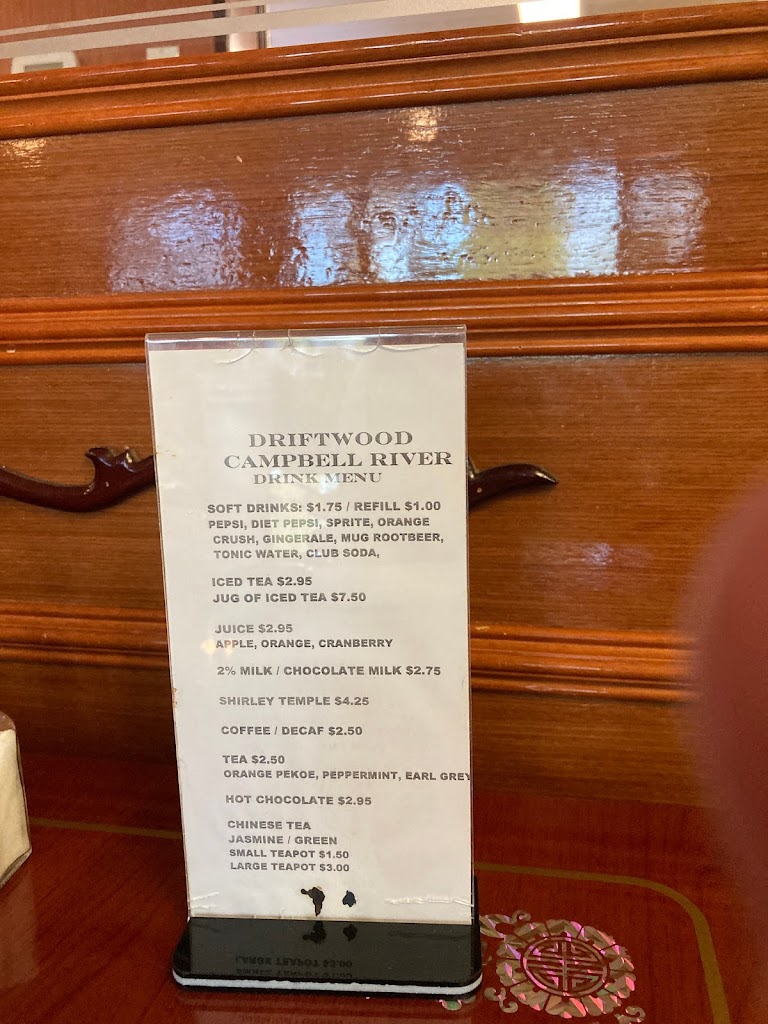 DRIFTWOOD
CAMPBELL RIVER
DRINK MENU
SOFT DRINKS: $1.75 / REFILL $1.00
PEPSI, DIET PEPSI, SPRITE, ORANGE
CRUSH, GINGERALE, MUG ROOTBEER,
TONIC WATER, CLUB SODA,
ICED TEA $2.95
JUG OF ICED TEA $7.50
JUICE $2.95
APPLE, ORANGE, CRANBERRY
2% MILK / CHOCOLATE MILK $2.75
SHIRLEY TEMPLE $4.25
COFFEE / DECAF $2.50
TEA $2.50
ORANGE PEKOE, PEPPERMINT, EARL GREY
HOT CHOCOLATE $2.95
CHINESE TEA
JASMINE / GREEN
SMALL TEAPOT $1.50
LARGE TEAPOT $3.00